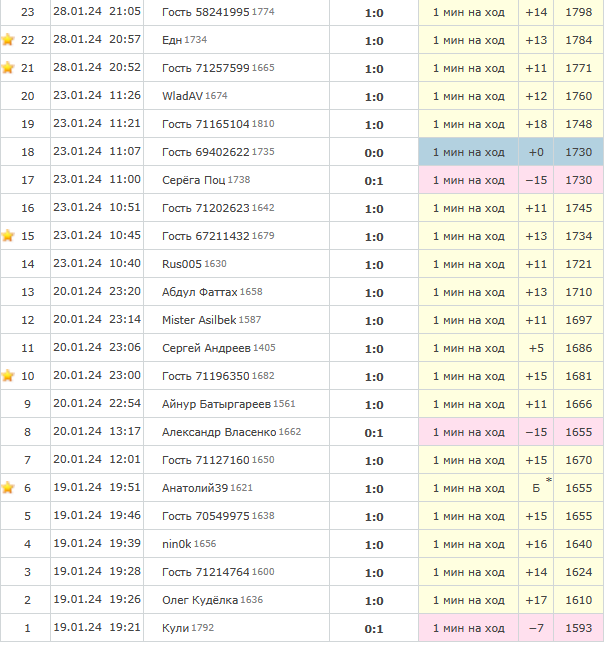 23 28.01.24 21:05 Гость 58241995 1774 1:0 1 мин на ход +14 1798
22 28.01.24 20:57 Едн 1734 1:0 1 мин на ход +13 1784
21 28.01.24 20:52 Гость 71257599 1665 1:0 1 мин на ход +11 1771
20 23.01.24 11:26 WladAV 1674 1:0 1 мин на ход +12 1760
19 23.01.24 11:21 Гость 71165104 1810 1:0 1 мин на ход +18 1748
18 23.01.24 11:07 Гость 69402622 1735 0:0 1 мин на ход +0 1730
17 23.01.24 11:00 Серёга Поц 1738 0:1 1 мин на ход −15 1730
16 23.01.24 10:51 Гость 71202623 1642 1:0 1 мин на ход +11 1745
15 23.01.24 10:45 Гость 67211432 1679 1:0 1 мин на ход +13 1734
14 23.01.24 10:40 Rus005 1630 1:0 1 мин на ход +11 1721
13 20.01.24 23:20 Абдул Фаттах 1658 1:0 1 мин на ход +13 1710
12 20.01.24 23:14 Mister Asilbek 1587 1:0 1 мин на ход +11 1697
11 20.01.24 23:06 Сергей Андреев 1405 1:0 1 мин на ход +5 1686
10 20.01.24 23:00 Гость 71196350 1682 1:0 1 мин на ход +15 1681
9 20.01.24 22:54 Айнур Батыргареев 1561 1:0 1 мин на ход +11 1666
8 20.01.24 13:17 Александр Власенко 1662 0:1 1 мин на ход −15 1655
7 20.01.24 12:01 Гость 71127160 1650 1:0 1 мин на ход +15 1670
6 19.01.24 19:51 Анатолий39 1621 1:0 1 мин на ход Б * 1655
5 19.01.24 19:46 Гость 70549975 1638 1:0 1 мин на ход +15 1655
4 19.01.24 19:39 nin0k 1656 1:0 1 мин на ход +16 1640
3 19.01.24 19:28 Гость 71214764 1600 1:0 1 мин на ход +14 1624
2 19.01.24 19:26 Олег Кудёлка 1636 1:0 1 мин на ход +17 1610
1 19.01.24 19:21 Кули 1792 0:1 1 мин на ход −7 1593